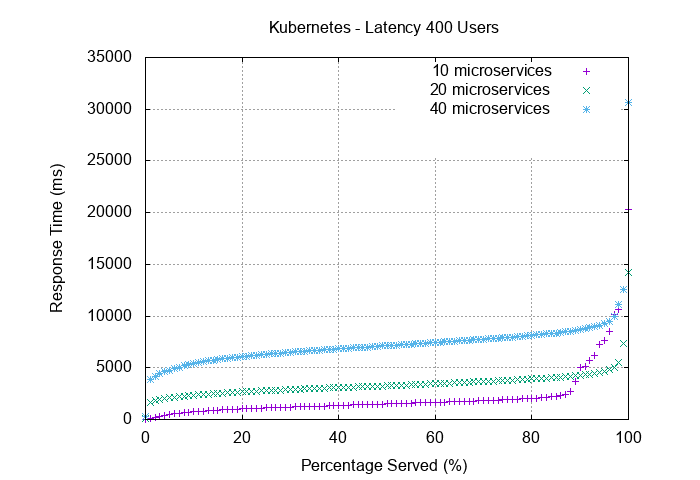 Kubernetes - Latency 400 Users
35000
30000
25000
20000
15000
10000
5000
0
Response Time (ms)
10 microservices
20 microservices
40 microservices
0 20 40 60 80 100
Percentage Served (%)